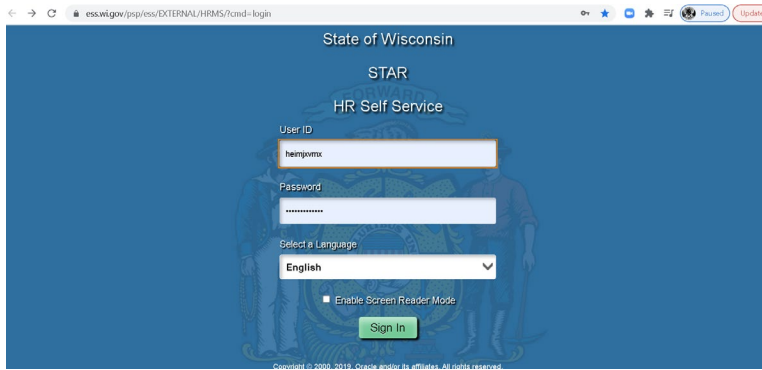 ess.wi.gov/psp/ess/EXTERNAL/HRMS/?cmd=login
Paused
Update
State of Wisconsin
STAR
FORWARD
HR Self Service
User ID
heimjxvmx
Password
•••••••••••••
Select a Language
English
Enable Screen Reader Mode
Sign In
Copyright © 2000, 2019, Oracle and/or its affiliates. All rights reserved.